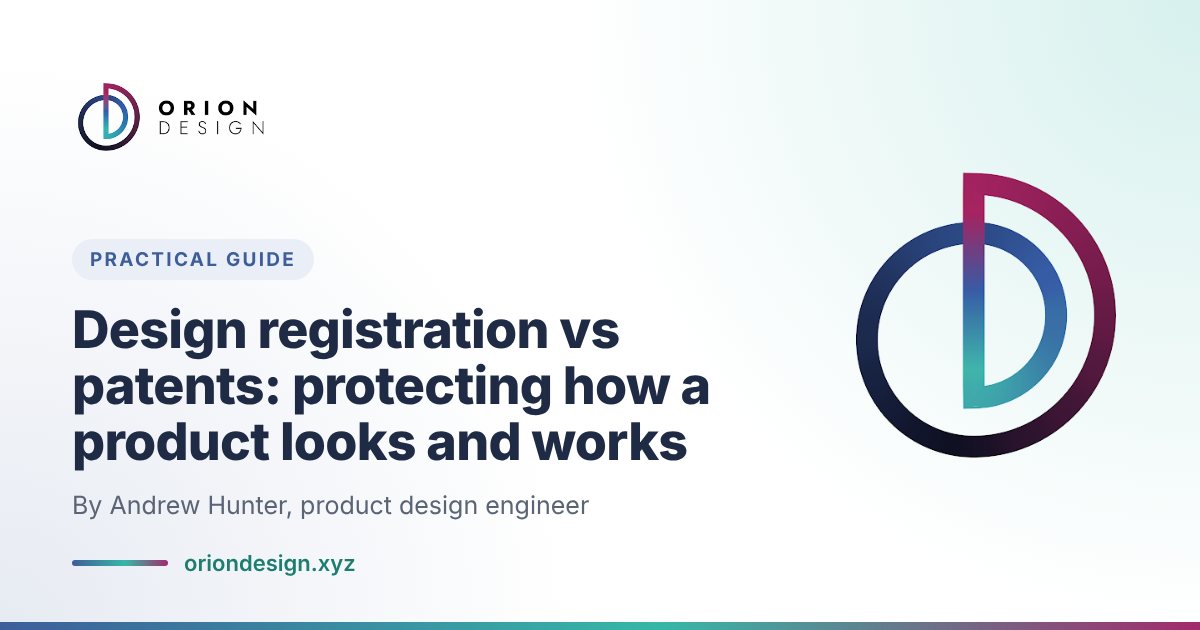 ORION
DESIGN
PRACTICAL GUIDE
Design registration vs
patents: protecting how a
product looks and works
By Andrew Hunter, product design engineer
oriondesign.xyz